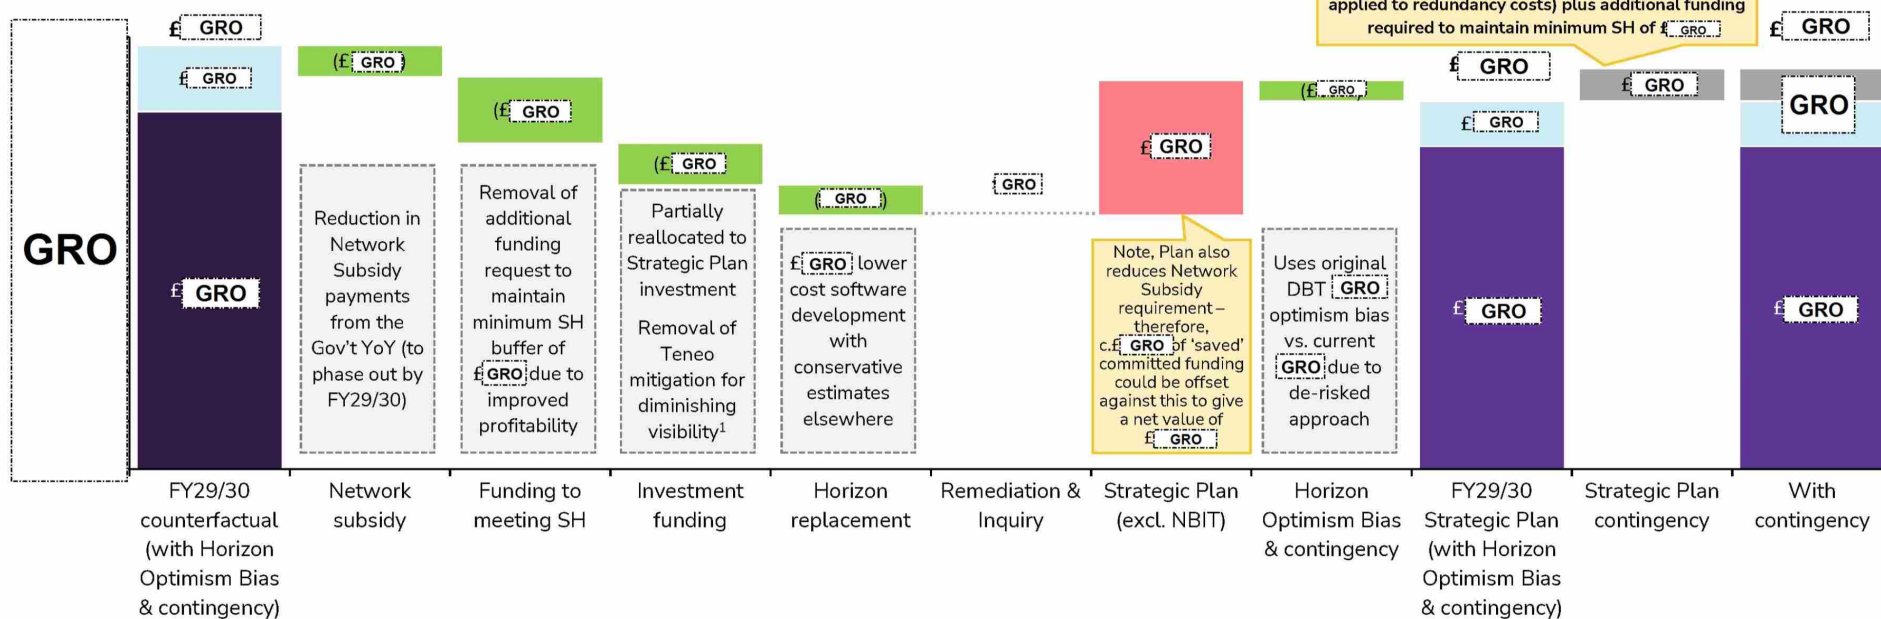 applied to redundancy costs) plus additional funding
required to maintain minimum SH of £ GRO
£ GRO
£ GRO
£ GRO
GRO
(£ GRO)
Reduction in
Network
Subsidy
payments
from the
Gov't YoY (to
phase out by
FY29/30)
(£ GRO
Removal of
additional
funding
request to
maintain
minimum SH
buffer of
£ GRO due to
improved
profitability
(£ GRO
Partially
reallocated to
Strategic Plan
investment
Removal of
Teneo
mitigation for
diminishing
visibility1
( GRO )
£ GRO lower
cost software
development
with
conservative
estimates
elsewhere
GRO
£ GRO
Note, Plan also
reduces Network
Subsidy
requirement –
therefore,
c.£ GRO of 'saved'
committed funding
could be offset
against this to give
a net value of
£ GRO
(£ GRO )
Uses original
DBT GRO
optimism bias
vs. current
GRO due to
de-risked
approach
£ GRO
£ GRO
£ GRO
£ GRO
£ GRO
GRO
£ GRO
FY29/30
counterfactual
(with Horizon
Optimism Bias
& contingency)
Network
subsidy
Funding to
meeting SH
Investment
funding
Horizon
replacement
Remediation &
Inquiry
Strategic Plan
(excl. NBIT)
Horizon
Optimism Bias
& contingency
FY29/30
Strategic Plan
(with Horizon
Optimism Bias
& contingency)
Strategic Plan
contingency
With
contingency